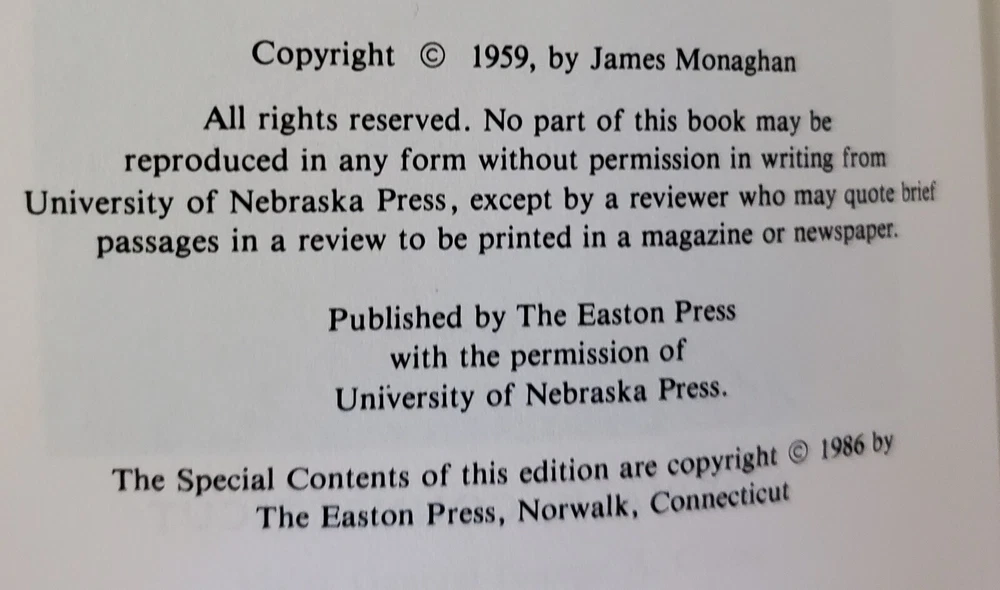 Copyright © 1959, by James Monaghan
All rights reserved. No part of this book may be
reproduced in any form without permission in writing from
University of Nebraska Press, except by a reviewer who may quote brief
passages in a review to be printed in a magazine or newspaper.
Published by The Easton Press
with the permission of
University of Nebraska Press.
The Special Contents of this edition are copyright © 1986 by
The Easton Press, Norwalk, Connecticut